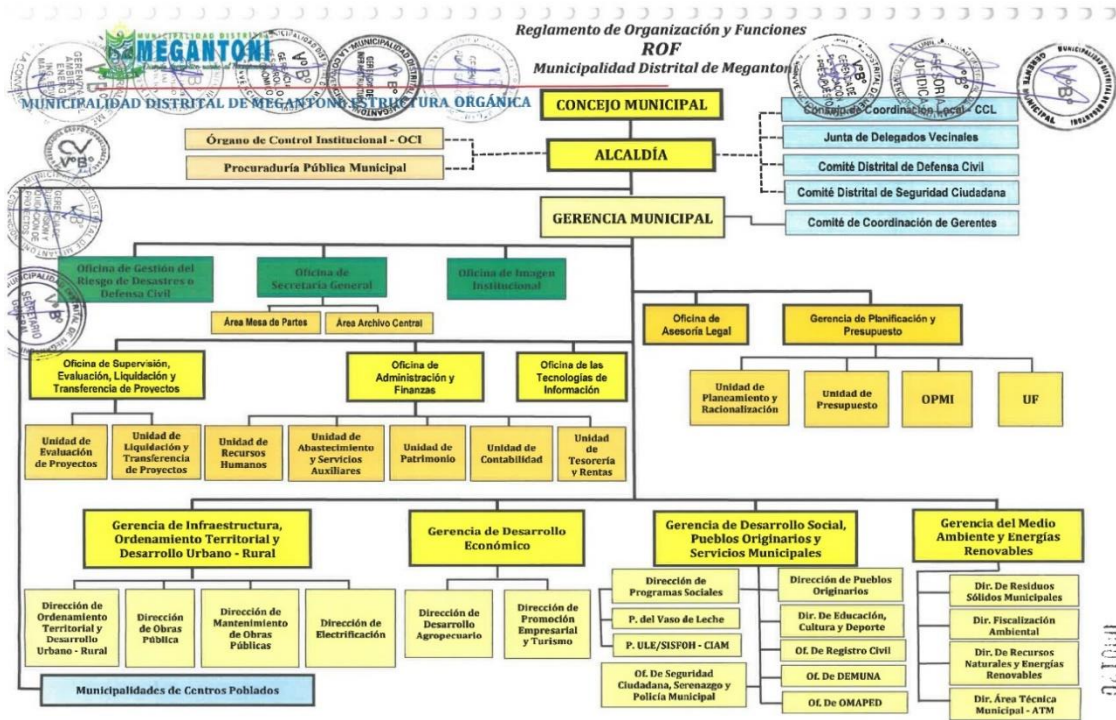 Reglamento de Organización y Funciones
ROF
Municipalidad Distrital de Megantoni
MUNICIPALIDAD DISTRITAL
MEGANTONI
MUNICIPALIDAD DISTRITAL DE MEGANTONI ESTRUCTURA ORGÁNICA
CONCEJO MUNICIPAL
Consejo de Coordinación Local - CCL
Órgano de Control Institucional - OCI
Junta de Delegados Vecinales
ALCALDÍA
Procuraduría Pública Municipal
Comité Distrital de Defensa Civil
Comité Distrital de Seguridad Ciudadana
GERENCIA MUNICIPAL
Comité de Coordinación de Gerentes
Oficina de Gestión del
Riesgo de Desastres o
Defensa Civil
Oficina de
Secretaría General
Oficina de Imagen
Institucional
Área Mesa de Partes
Área Archivo Central
Oficina de
Asesoría Legal
Gerencia de Planificación y
Presupuesto
Oficina de Supervisión,
Evaluación, Liquidación y
Transferencia de Proyectos
Oficina de
Administración y
Finanzas
Oficina de las
Tecnologías de
Información
Unidad de
Planeamiento y
Racionalización
Unidad de
Presupuesto
OPMI
UF
Unidad de
Evaluación
de Proyectos
Unidad de
Liquidación y
Transferencia
de Proyectos
Unidad de
Recursos
Humanos
Unidad de
Abastecimiento
y Servicios
Auxiliares
Unidad de
Patrimonio
Unidad de
Contabilidad
Unidad
de
Tesorería
y Rentas
Gerencia de Infraestructura,
Ordenamiento Territorial y
Desarrollo Urbano - Rural
Gerencia de Desarrollo
Económico
Gerencia de Desarrollo Social,
Pueblos Originarios y
Servicios Municipales
Gerencia del Medio
Ambiente y Energías
Renovables
Dirección de
Ordenamiento
Territorial y
Desarrollo
Urbano - Rural
Dirección
de Obras
Pública
Dirección de
Mantenimiento
de Obras
Públicas
Dirección de
Electrificación
Dirección de
Desarrollo
Agropecuario
Dirección de
Promoción
Empresarial
y Turismo
Dirección de
Programas Sociales
P. del Vaso de Leche
P. ULE/SISFOH - CIAM
Of. De Seguridad
Ciudadana, Serenazgo y
Policía Municipal
Dirección de Pueblos
Originarios
Dir. De Educación,
Cultura y Deporte
Of. De Registro Civil
Of. De DEMUNA
Of. De OMAPED
Dir. De Residuos
Sólidos Municipales
Dir. Fiscalización
Ambiental
Dir. De Recursos
Naturales y Energías
Renovables
Dir. Área Técnica
Municipal - ATM
Municipalidades de Centros Poblados